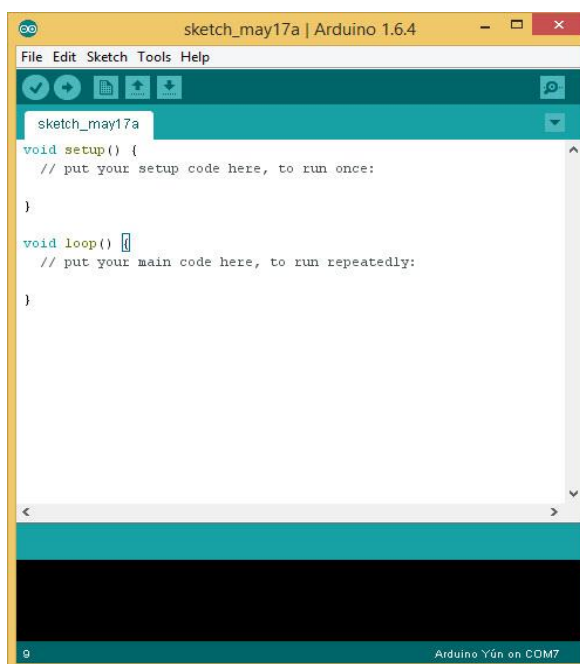 sketch_may17a | Arduino 1.6.4
File Edit Sketch Tools Help
sketch_may17a
void setup() {
  // put your setup code here, to run once:
}
void loop() {
  // put your main code here, to run repeatedly:
}
9
Arduino Yún on COM7